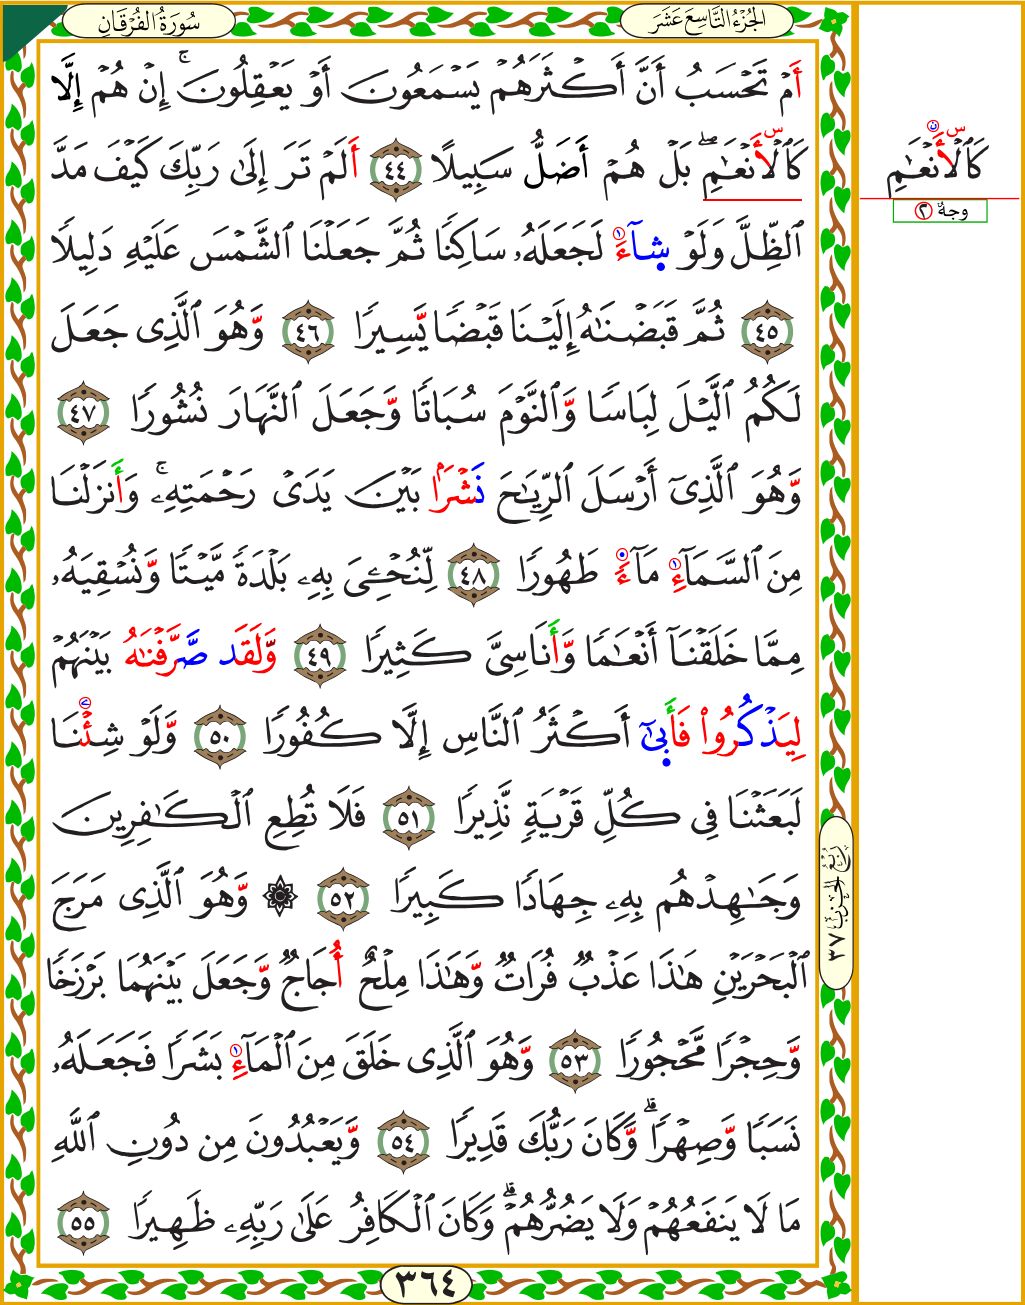 سُورَةُ الفُرْقَانِ
الجُزْءُ التَّاسِعَ عَشَرَ
أَمْ تَحْسَبُ أَنَّ أَكْثَرَهُمْ يَسْمَعُونَ أَوْ يَعْقِلُونَ ۚ إِنْ هُمْ إِلَّا
كَالْأَنْعَٰمِ ۖ بَلْ هُمْ أَضَلُّ سَبِيلًا ٤٤ أَلَمْ تَرَ إِلَىٰ رَبِّكَ كَيْفَ مَدَّ
ٱلظِّلَّ وَلَوْ شَآءَ لَجَعَلَهُۥ سَاكِنًا ثُمَّ جَعَلْنَا ٱلشَّمْسَ عَلَيْهِ دَلِيلًا
٤٥ ثُمَّ قَبَضْنَٰهُ إِلَيْنَا قَبْضًا يَّسِيرًا ٤٦ وَّهُوَ ٱلَّذِى جَعَلَ
لَكُمُ ٱلَّيْلَ لِبَاسًا وَّٱلنَّوْمَ سُبَاتًا وَّجَعَلَ ٱلنَّهَارَ نُشُورًا ٤٧
وَّهُوَ ٱلَّذِىٓ أَرْسَلَ ٱلرِّيَٰحَ نَشْرًۢا بَيْنَ يَدَىْ رَحْمَتِهِۦ ۚ وَأَنزَلْنَا
مِنَ ٱلسَّمَآءِ مَآءً طَهُورًا ٤٨ لِّنُحْۦِىَ بِهِۦ بَلْدَةً مَّيْتًا وَّنُسْقِيَهُۥ
مِمَّا خَلَقْنَآ أَنْعَٰمًا وَّأَنَاسِىَّ كَثِيرًا ٤٩ وَّلَقَد صَّرَّفْنَٰهُ بَيْنَهُمْ
لِيَذْكُرُوا۟ فَأَبَىٰٓ أَكْثَرُ ٱلنَّاسِ إِلَّا كُفُورًا ٥٠ وَّلَوْ شِئْنَا
لَبَعَثْنَا فِى كُلِّ قَرْيَةٍ نَّذِيرًا ٥١ فَلَا تُطِعِ ٱلْكَٰفِرِينَ
وَجَٰهِدْهُم بِهِۦ جِهَادًا كَبِيرًا ٥٢ ۞ وَّهُوَ ٱلَّذِى مَرَجَ
ٱلْبَحْرَيْنِ هَٰذَا عَذْبٌ فُرَاتٌ وَّهَٰذَا مِلْحٌ أُجَاجٌ وَّجَعَلَ بَيْنَهُمَا بَرْزَخًا
وَّحِجْرًا مَّحْجُورًا ٥٣ وَّهُوَ ٱلَّذِى خَلَقَ مِنَ ٱلْمَآءِ بَشَرًا فَجَعَلَهُۥ
نَسَبًا وَّصِهْرًا ۗ وَّكَانَ رَبُّكَ قَدِيرًا ٥٤ وَّيَعْبُدُونَ مِن دُونِ ٱللَّهِ
مَا لَا يَنفَعُهُمْ وَلَا يَضُرُّهُمْ ۗ وَكَانَ ٱلْكَافِرُ عَلَىٰ رَبِّهِۦ ظَهِيرًا ٥٥
٣٦٤
رُبْعُ الحِزْبِ ٣٧
س ن
كَالْأَنْعَٰمِ
وجهٌ ٢